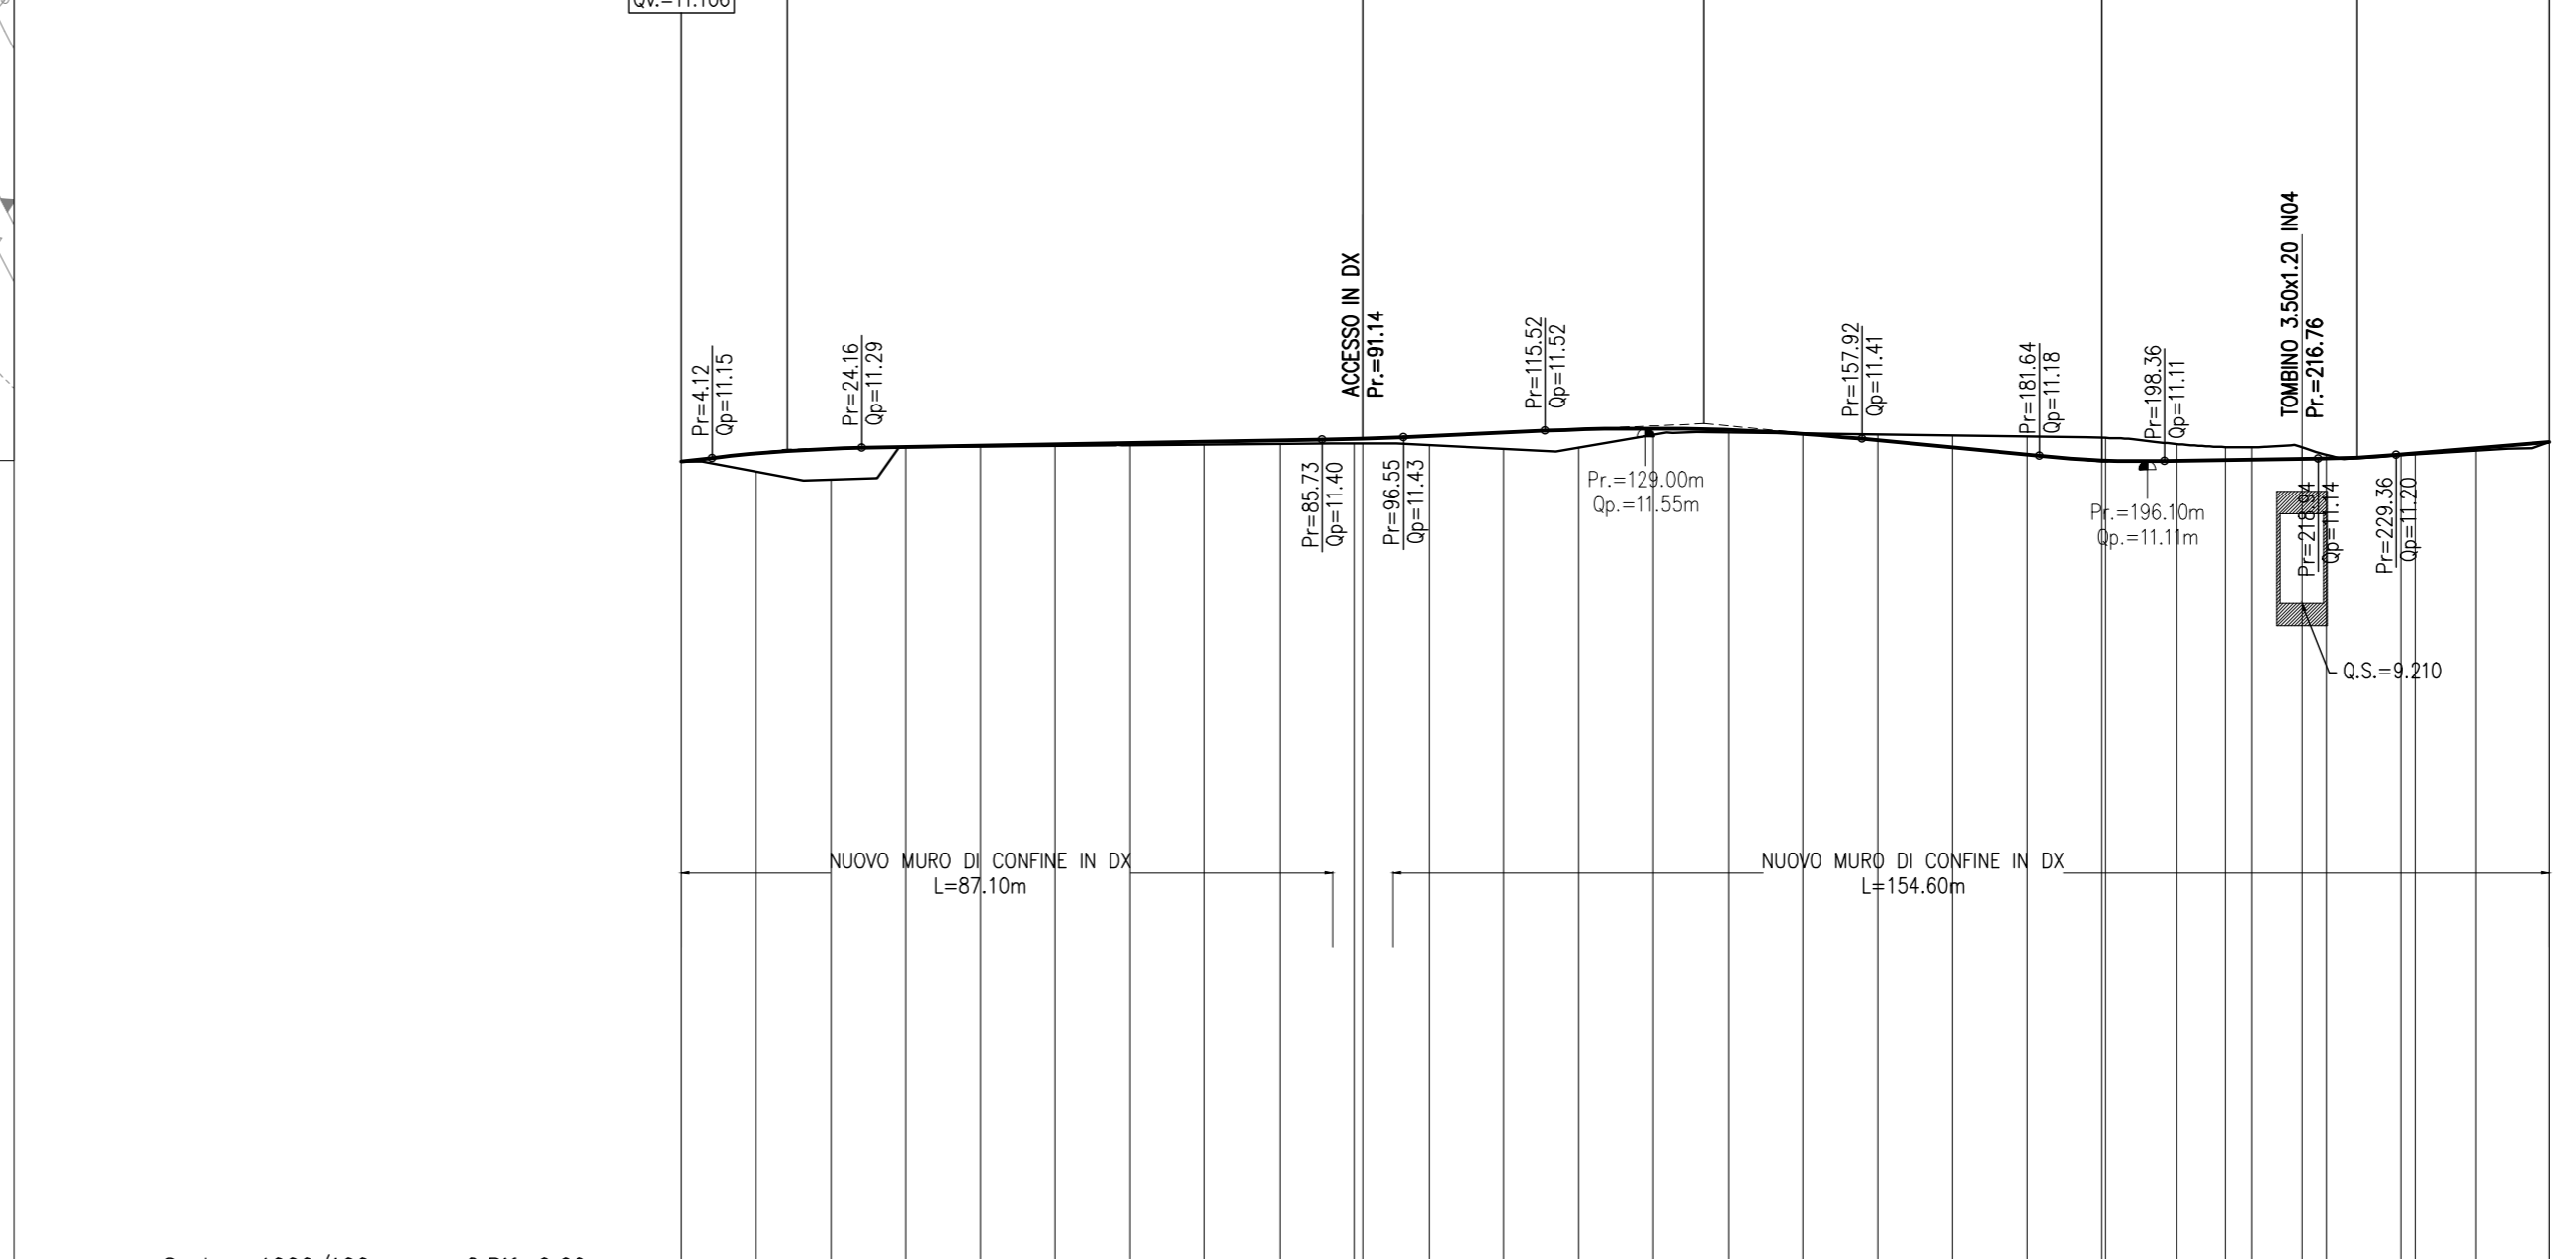 Qv.=11.106
Pr=4.12
Qp=11.15
Pr=24.16
Qp=11.29
ACCESSO IN DX
Pr.=91.14
Pr=85.73
Qp=11.40
Pr=96.55
Qp=11.43
Pr=115.52
Qp=11.52
Pr.=129.00m
Qp.=11.55m
Pr=157.92
Qp=11.41
Pr=181.64
Qp=11.18
Pr=198.36
Qp=11.11
Pr.=196.10m
Qp.=11.11m
TOMBINO 3.50x1.20 IN04
Pr.=216.76
Pr=218.94
Qp=11.14
Pr=229.36
Qp=11.20
Q.S.=9.210
NUOVO MURO DI CONFINE IN DX
L=87.10m
NUOVO MURO DI CONFINE IN DX
L=154.60m